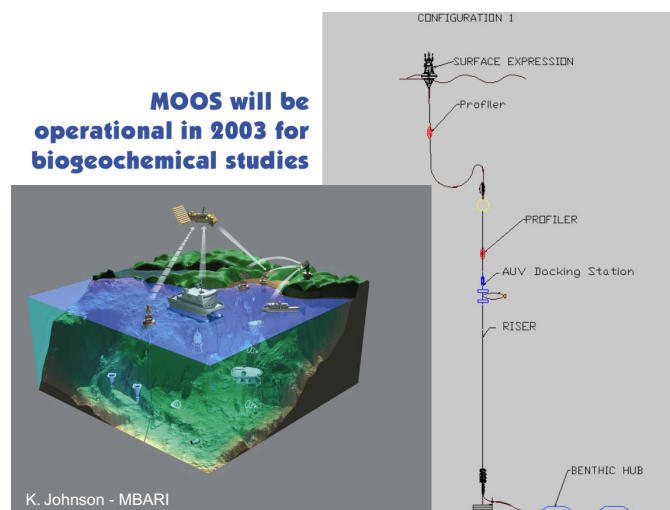 CONFIGURATION 1
SURFACE EXPRESSION
Profiler
MOOS will be
operational in 2003 for
biogeochemical studies
PROFILER
AUV Docking Station
RISER
BENTHIC HUB
K. Johnson - MBARI